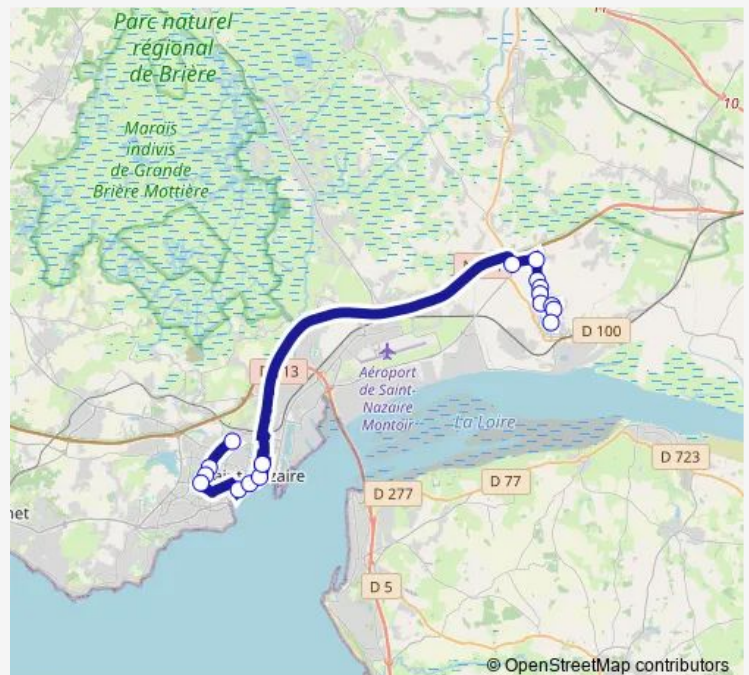 Parc naturel
régional
de Brière
Marais
indivis
de Grande
Brière Mottière
10
D 100
Aéroport
de Saint-
Nazaire
Montoir
La Loire
D 723
D 277
D 77
D 5
© OpenStreetMap contributors